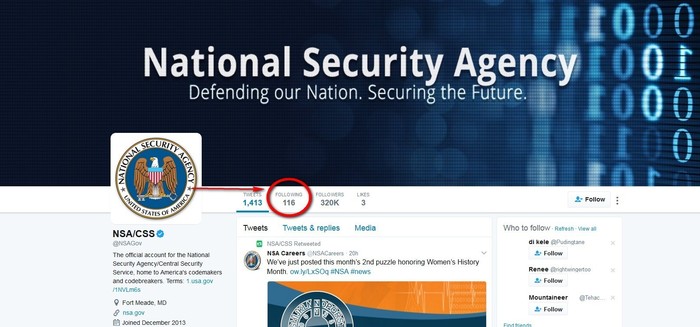 National Security Agency
Defending our Nation. Securing the Future.
NATIONAL SECURITY AGENCY
UNITED STATES OF AMERICA
TWEETS FOLLOWING FOLLOWERS LIKES
1,413 116 320K 3
Follow
NSA/CSS
@NSAGov
The official account for the National
Security Agency/Central Security
Service, home to America's codemakers
and codebreakers. Terms: 1.usa.gov
/1NVLm6s
Fort Meade, MD
nsa.gov
Joined December 2013
Tweets Tweets & replies Media
NSA/CSS Retweeted
NSA Careers @NSACareers · 20h
We've just posted this month's 2nd puzzle honoring Women's History
Month. ow.ly/LxSOq #NSA #news
Who to follow · Refresh · View all
di kele @Pudingtane
Follow
Renee @rightwingertoo
Follow
Mountaineer @Tehac...
Follow
Find friends